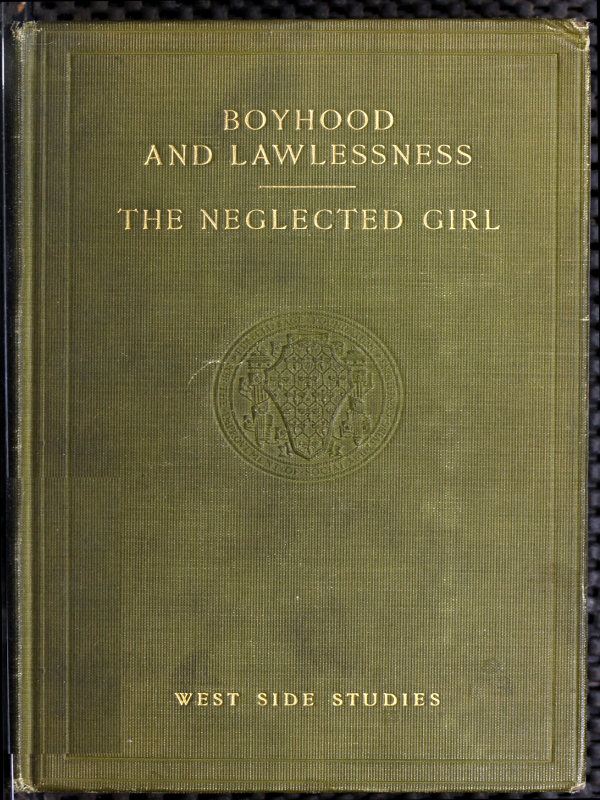 BOYHOOD
AND LAWLESSNESS
THE NEGLECTED GIRL
WEST SIDE STUDIES